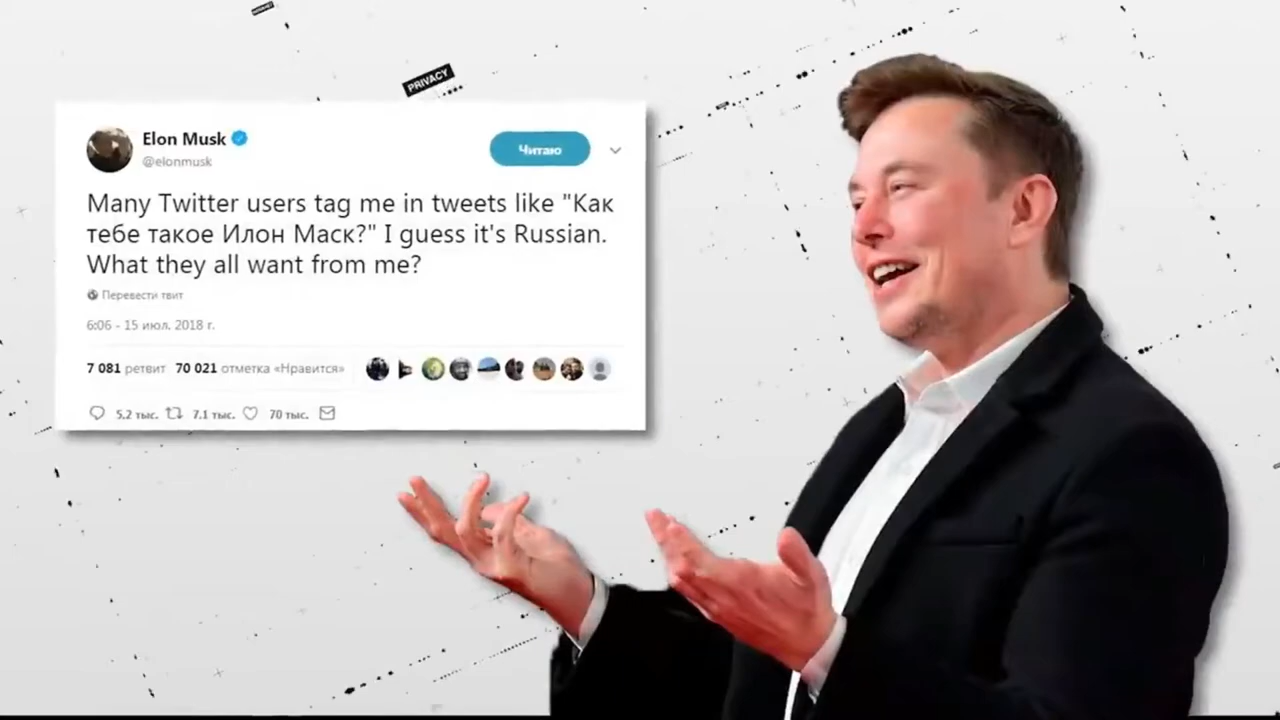 PRIVACY
Elon Musk
@elonmusk
Читаю
Many Twitter users tag me in tweets like "Как
тебе такое Илон Маск?" I guess it's Russian.
What they all want from me?
Перевести твит
6:06 - 15 июл. 2018 г.
7 081 ретвит 70 021 отметка «Нравится»
5.2 тыс. 7.1 тыс. 70 тыс.